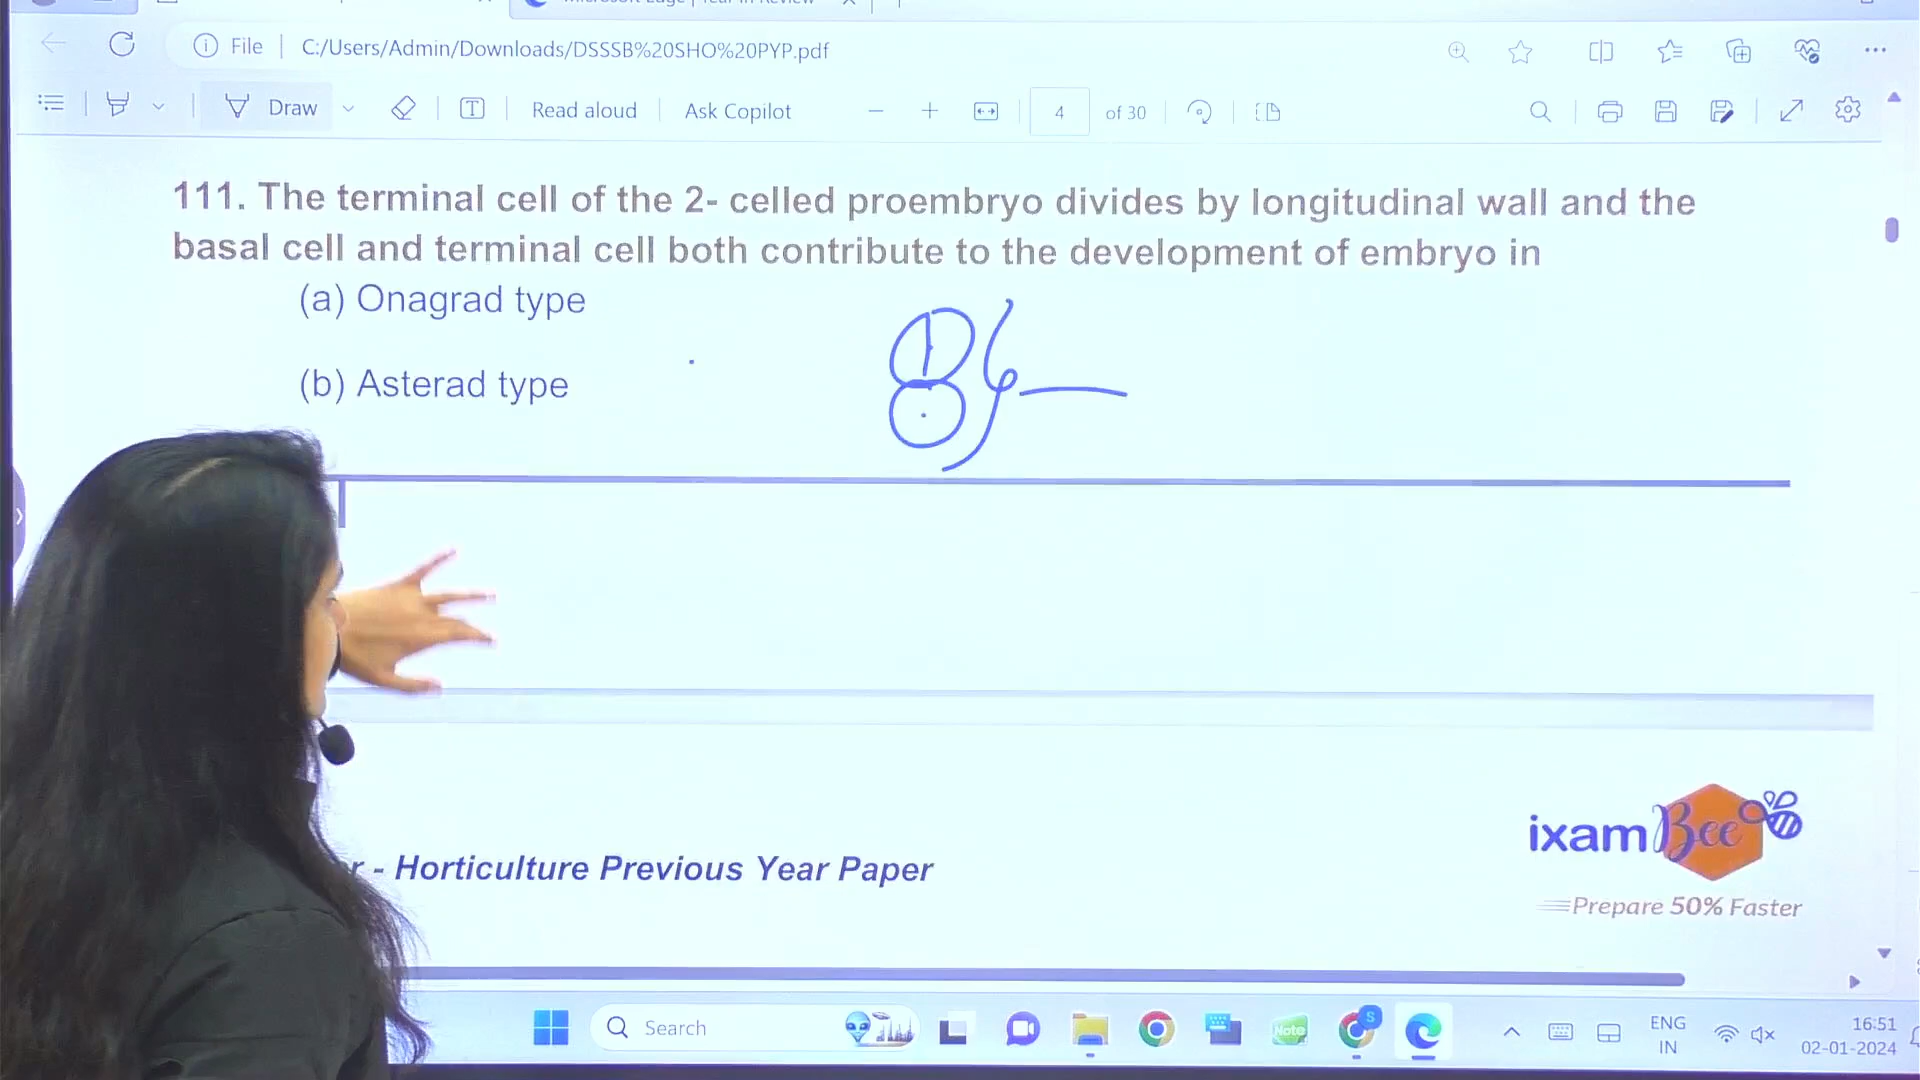 File
C:/Users/Admin/Downloads/DSSSB%20SHO%20PYP.pdf
Draw
Read aloud
Ask Copilot
4
of 30
111. The terminal cell of the 2- celled proembryo divides by longitudinal wall and the
basal cell and terminal cell both contribute to the development of embryo in
(a) Onagrad type
(b) Asterad type
- Horticulture Previous Year Paper
ixamBee
Prepare 50% Faster
Search
Note
S
ENG
IN
16:51
02-01-2024